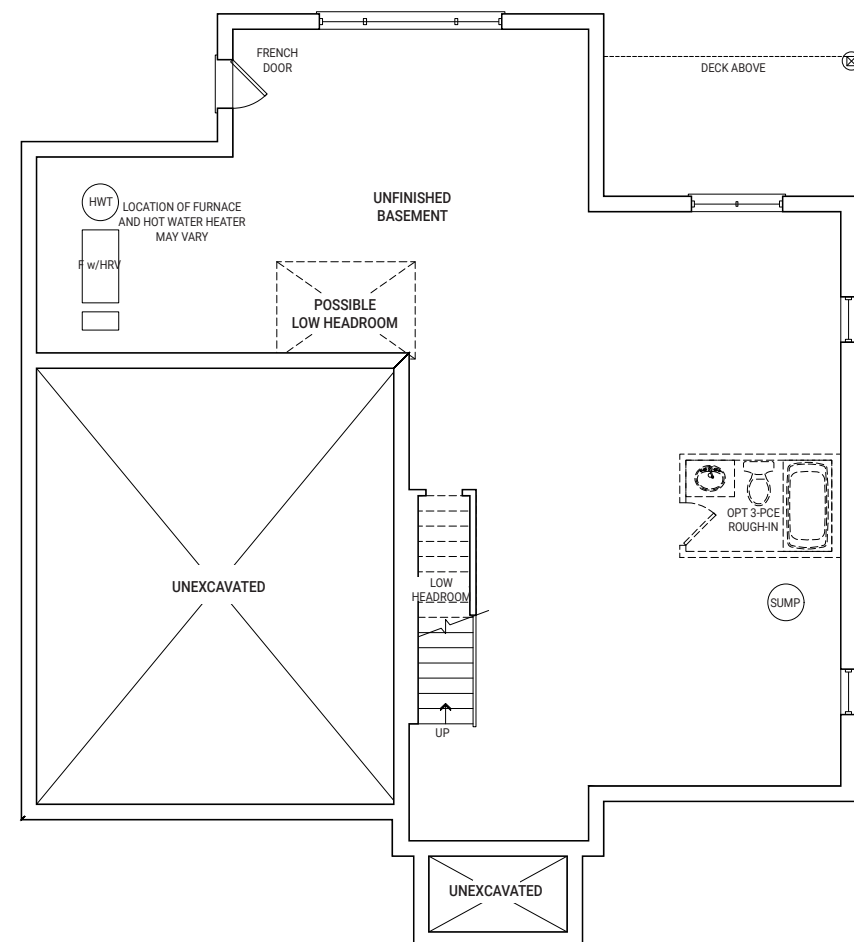 FRENCH
DOOR
DECK ABOVE
HWT
LOCATION OF FURNACE
AND HOT WATER HEATER
MAY VARY
UNFINISHED
BASEMENT
F w/HRV
POSSIBLE
LOW HEADROOM
OPT 3-PCE
ROUGH-IN
UNEXCAVATED
LOW
HEADROOM
SUMP
UP
UNEXCAVATED